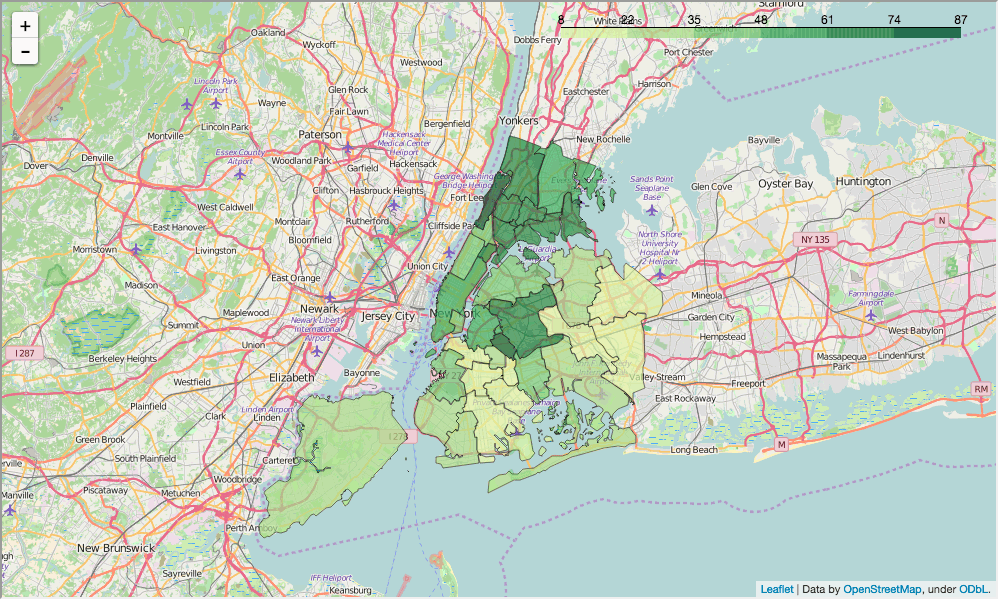 +
−
8 22 35 48 61 74 87
Stamford
White Plains
Oakland
Wyckoff
Dobbs Ferry
Port Chester
Westwood
Lincoln Park
Airport
Glen Rock
Eastchester
Harrison
Wayne
Fair Lawn
Bergenfield
Yonkers
Lincoln Park
Montville
Paterson
Hackensack
Medical Center
Heliport
New Rochelle
Bayville
Denville
Essex County
Airport
Woodland Park
Garfield
Hackensack
Dover
George Washing
Bridge Helipo
Sands Point
Seaplane
Base
Glen Cove
Oyster Bay
Huntington
Clifton
Hasbrouck Heights
Fort Lee
West Caldwell
Montclair
Rutherford
Cliffside Park
N
East Hanover
Bloomfield
NY 135
Morristown
Livingston
North Shore
University
Hospital Nr
/2 Heliport
Union City
East Orange
Madison
Mineola
Farmingdale
Airport
Newark
Maplewood
Jersey City
New York
Garden City
Summit
Newark Liberty
International
Airport
Hempstead
West Babylon
I 287
Berkeley Heights
Union
Massapequa
Park
Lindenhurst
Elizabeth
Bayonne
Valley Stream
Freeport
Westfield
RM
East Rockaway
Plainfield
Linden Airport
Linden
Clark
Green Brook
I 278
M
Long Beach
South Plainfield
Carteret
Woodbridge
Piscataway
Metuchen
Manville
Perth Amboy
New Brunswick
Sayreville
IFF Heliport
Keansburg
Leaflet | Data by OpenStreetMap, under ODbL.